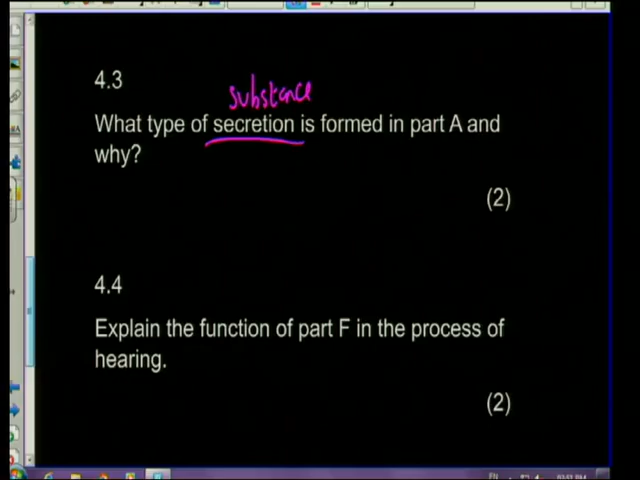 4.3
substance
What type of secretion is formed in part A and
why?
(2)
4.4
Explain the function of part F in the process of
hearing.
(2)